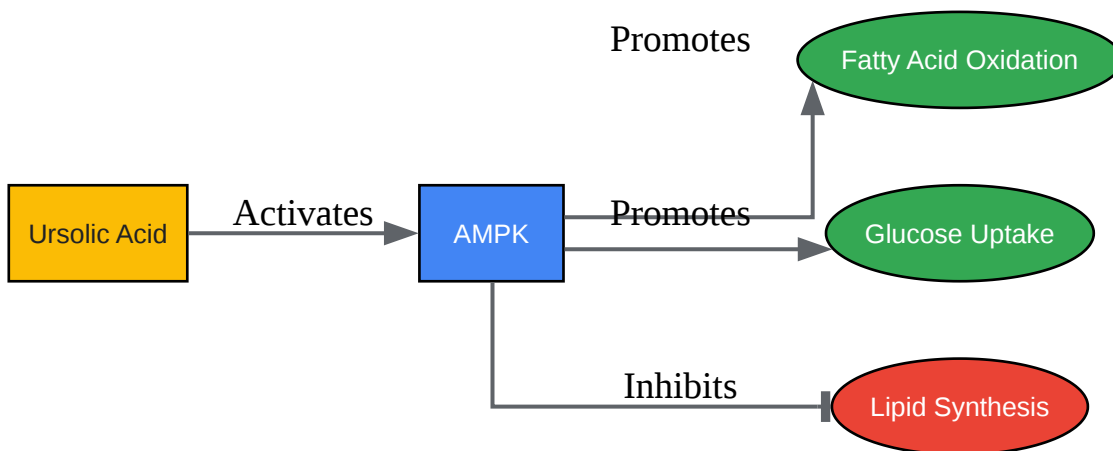 Promotes
Fatty Acid Oxidation
Ursolic Acid
Activates
AMPK
Promotes
Glucose Uptake
Inhibits
Lipid Synthesis